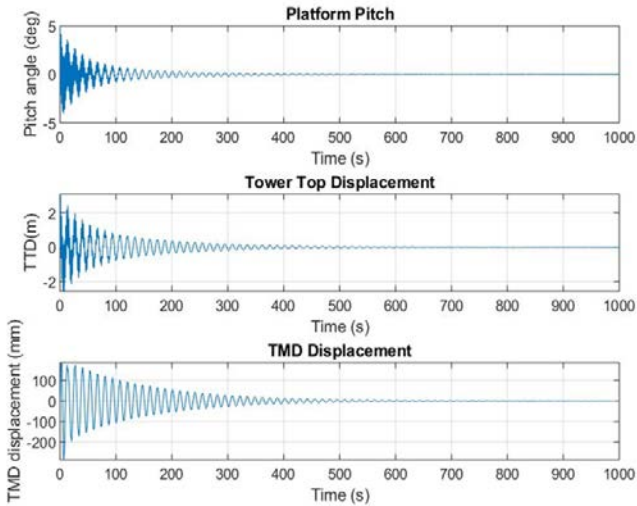 Platform Pitch
Pitch angle (deg)
5
0
-5
0 100 200 300 400 500 600 700 800 900 1000
Time (s)
Tower Top Displacement
TTD(m)
2
0
-2
0 100 200 300 400 500 600 700 800 900 1000
Time (s)
TMD Displacement
TMD displacement (mm)
100
0
-100
-200
0 100 200 300 400 500 600 700 800 900 1000
Time (s)